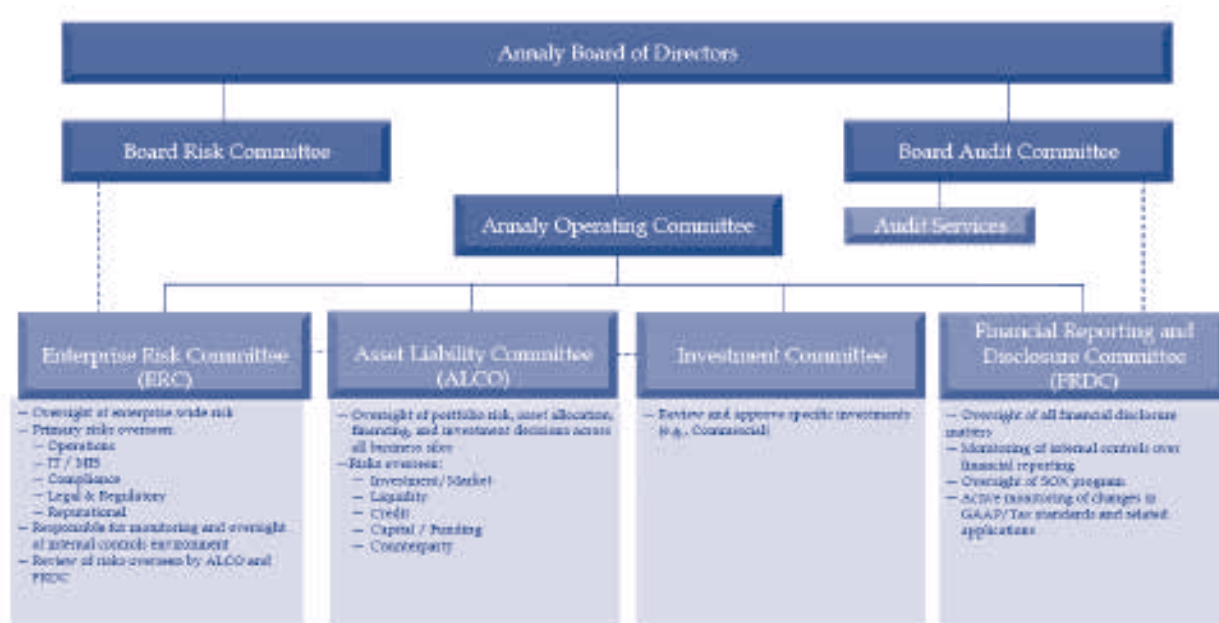 Annaly Board of Directors
Board Risk Committee
Board Audit Committee
Annaly Operating Committee
Audit Services
Enterprise Risk Committee
(ERC)
Asset Liability Committee
(ALCO)
Investment Committee
Financial Reporting and
Disclosure Committee
(FRDC)
– Oversight of enterprise wide risk
– Primary risks overseen:
– Operations
– IT / MIS
– Compliance
– Legal & Regulatory
– Reputational
– Responsible for monitoring and oversight
of internal controls environment
– Review of risks overseen by ALCO and
FRDC
– Oversight of portfolio risk, asset allocation,
financing, and investment decisions across
all business
– Risks overseen:
– Investment/Market
– Liquidity
– Credit
– Capital / Funding
– Counterparty
– Review and approve specific investments
(e.g., Commercial)
– Oversight of all financial disclosure
matters
– Monitoring of internal controls over
financial reporting
– Oversight of SOX program
– Active monitoring of changes in
GAAP/Tax standards and related
applications